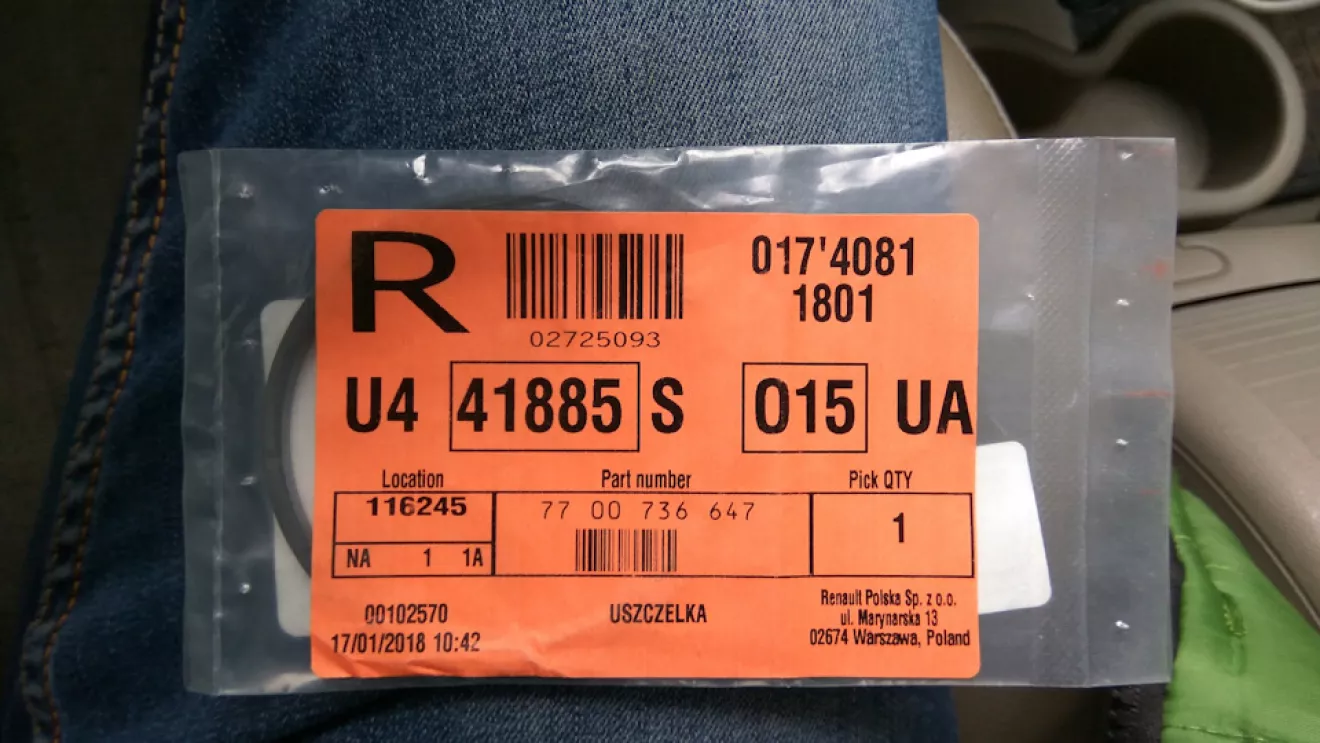 R
02725093
017'4081
1801
U4 41885 S 015 UA
Location Part number Pick QTY
116245 77 00 736 647 1
NA 1 1A
00102570 USZCZELKA Renault Polska Sp. z o.o.
17/01/2018 10:42 ul. Marynarska 13
02674 Warszawa, Poland